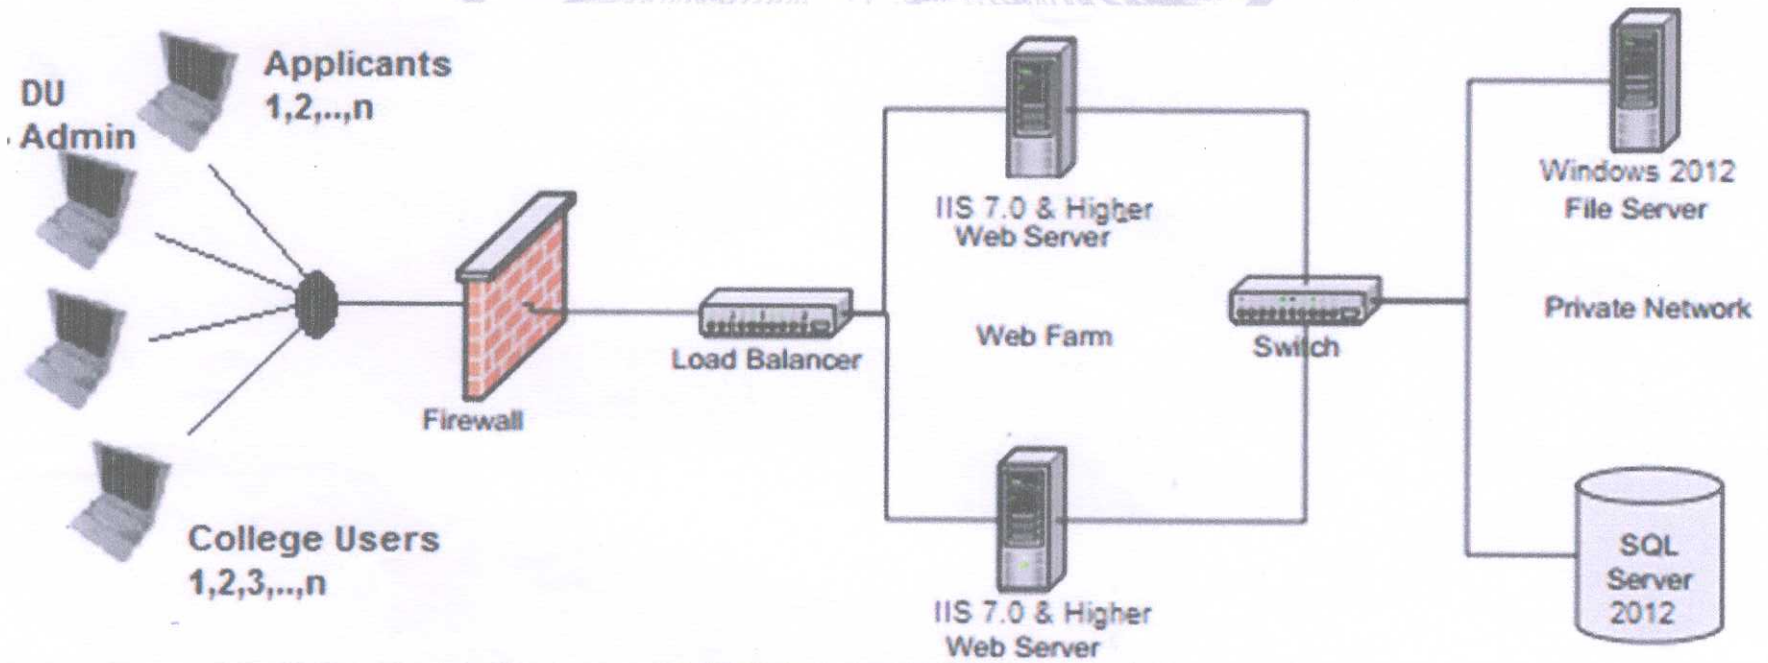 DU
Admin
Applicants
1,2,..,n
College Users
1,2,3,..,n
Firewall
Load Balancer
IIS 7.0 & Higher
Web Server
Web Farm
IIS 7.0 & Higher
Web Server
Switch
Windows 2012
File Server
Private Network
SQL
Server
2012